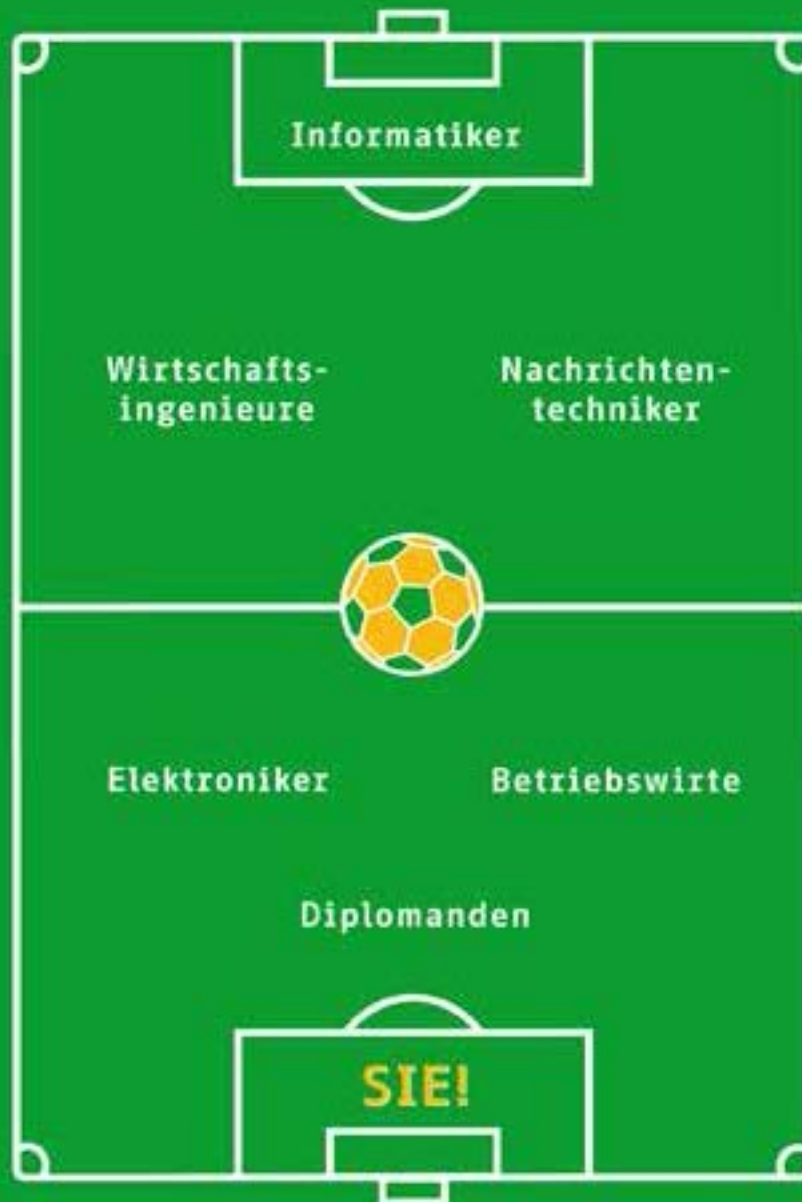 Informatiker
Wirtschafts-
ingenieure
Nachrichten-
techniker
Elektroniker
Betriebswirte
Diplomanden
SIE!